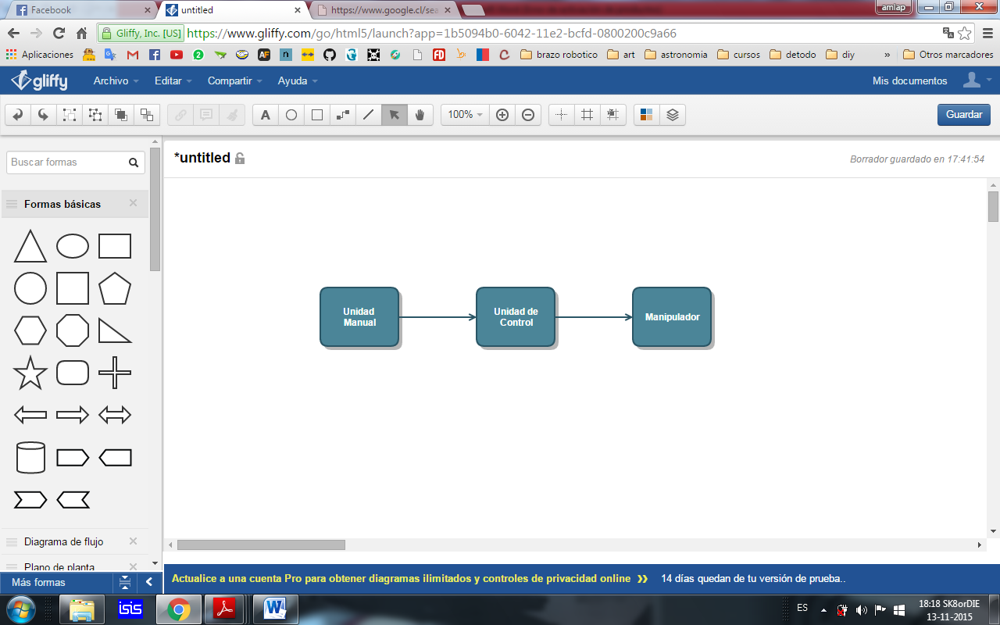 Facebook
untitled
https://www.google.cl/sea
amlap
Gliffy, Inc. [US]
https://www.gliffy.com/go/html5/launch?app=1b5094b0-6042-11e2-bcfd-0800200c9a66
Aplicaciones
AF
n
FD
brazo robotico
art
astronomía
cursos
detodo
diy
»
Otros marcadores
gliffy
Archivo
Editar
Compartir
Ayuda
Mis documentos
A
100%
Guardar
Buscar formas
*untitled
Borrador guardado en 17:41:54
Formas básicas
Unidad
Manual
Unidad de
Control
Manipulador
Diagrama de flujo
Plano de planta
Más formas
Actualice a una cuenta Pro para obtener diagramas ilimitados y controles de privacidad online »
14 días quedan de tu versión de prueba..
isis
W
ES
18:18 SK8orDIE
13-11-2015